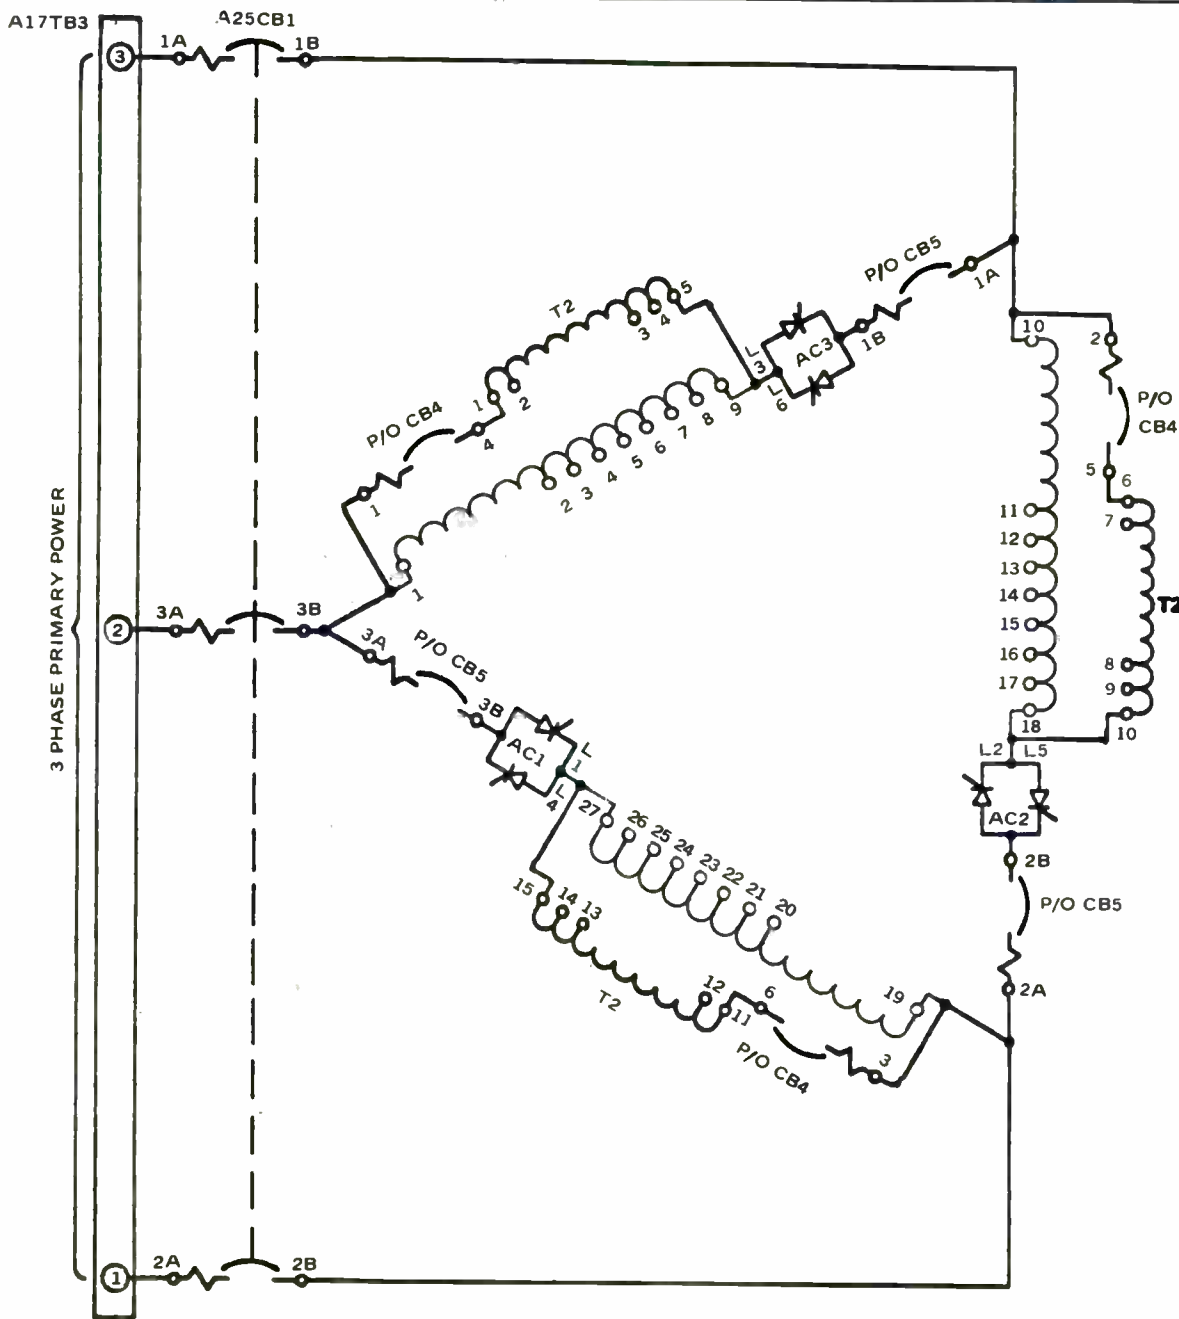 A17TB3
A25CB1
3
1A
1B
P/O CB5
1A
1B
T2
5
4
3
L
3
AC3
L
6
10
2
P/O
CB4
1
2
P/O CB4
4
1
9
8
7
6
5
4
3
2
1
5
6
7
11
12
13
14
15
16
17
18
T2
8
9
10
3 PHASE PRIMARY POWER
2
3A
3B
3A
P/O CB5
3B
AC1
L
1
L
4
L2
L5
AC2
2B
P/O CB5
2A
27
26
25
24
23
22
21
20
19
15
14
13
T2
12
11
6
P/O CB4
3
1
2A
2B